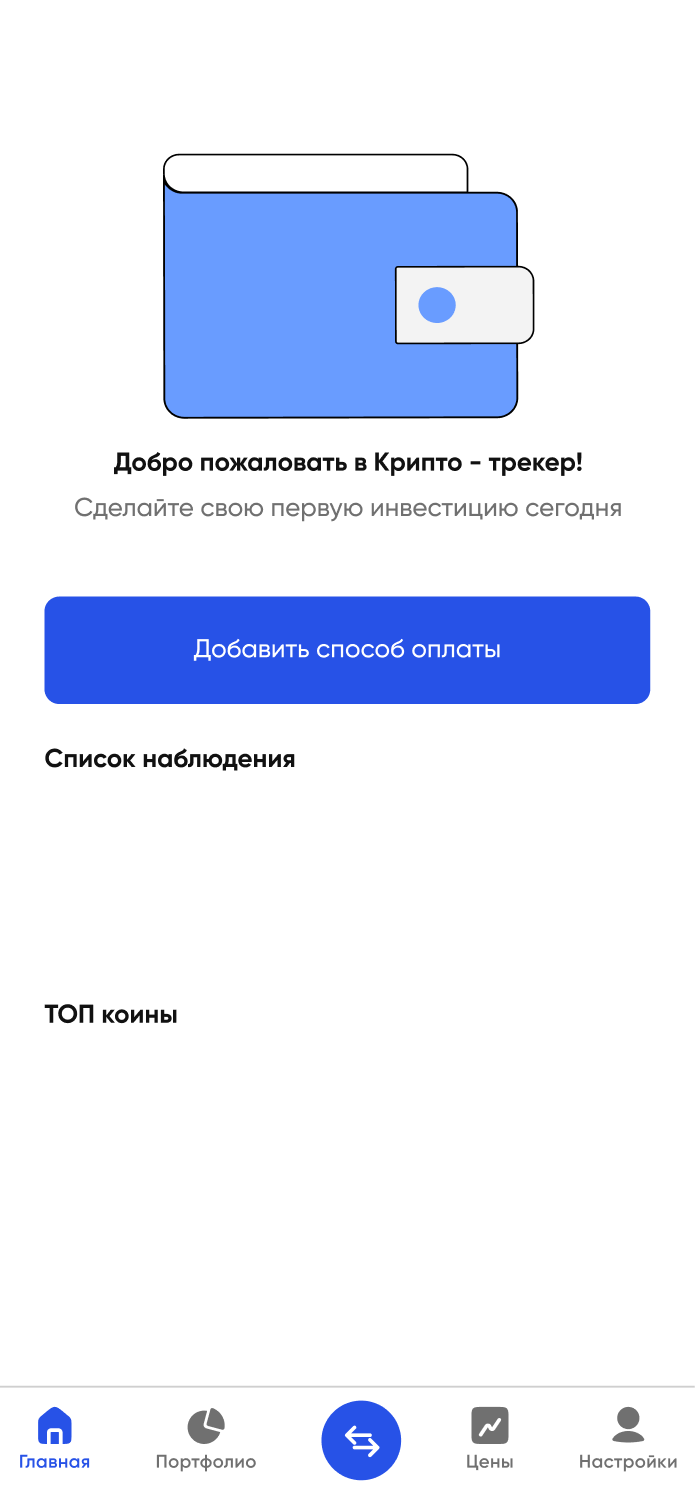 Добро пожаловать в Крипто - трекер!
Сделайте свою первую инвестицию сегодня
Добавить способ оплаты
Список наблюдения
ТОП коины
Главная
Портфолио
Цены
Настройки